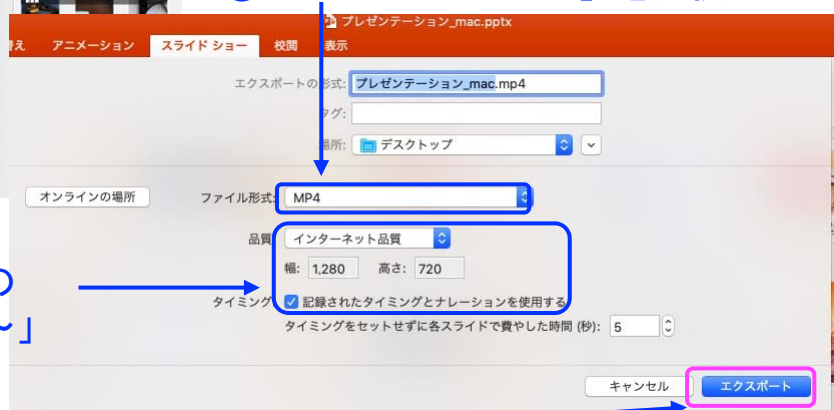 プレゼンテーション_mac.pptx
替え アニメーション スライド ショー 校閲 表示
エクスポートの形式: プレゼンテーション_mac.mp4
タグ:
場所: デスクトップ
オンラインの場所 ファイル形式: MP4
品質 インターネット品質
幅: 1,280 高さ: 720
の
〜」
タイミング 記録されたタイミングとナレーションを使用する
タイミングをセットせずに各スライドで費やした時間 (秒): 5
キャンセル エクスポート